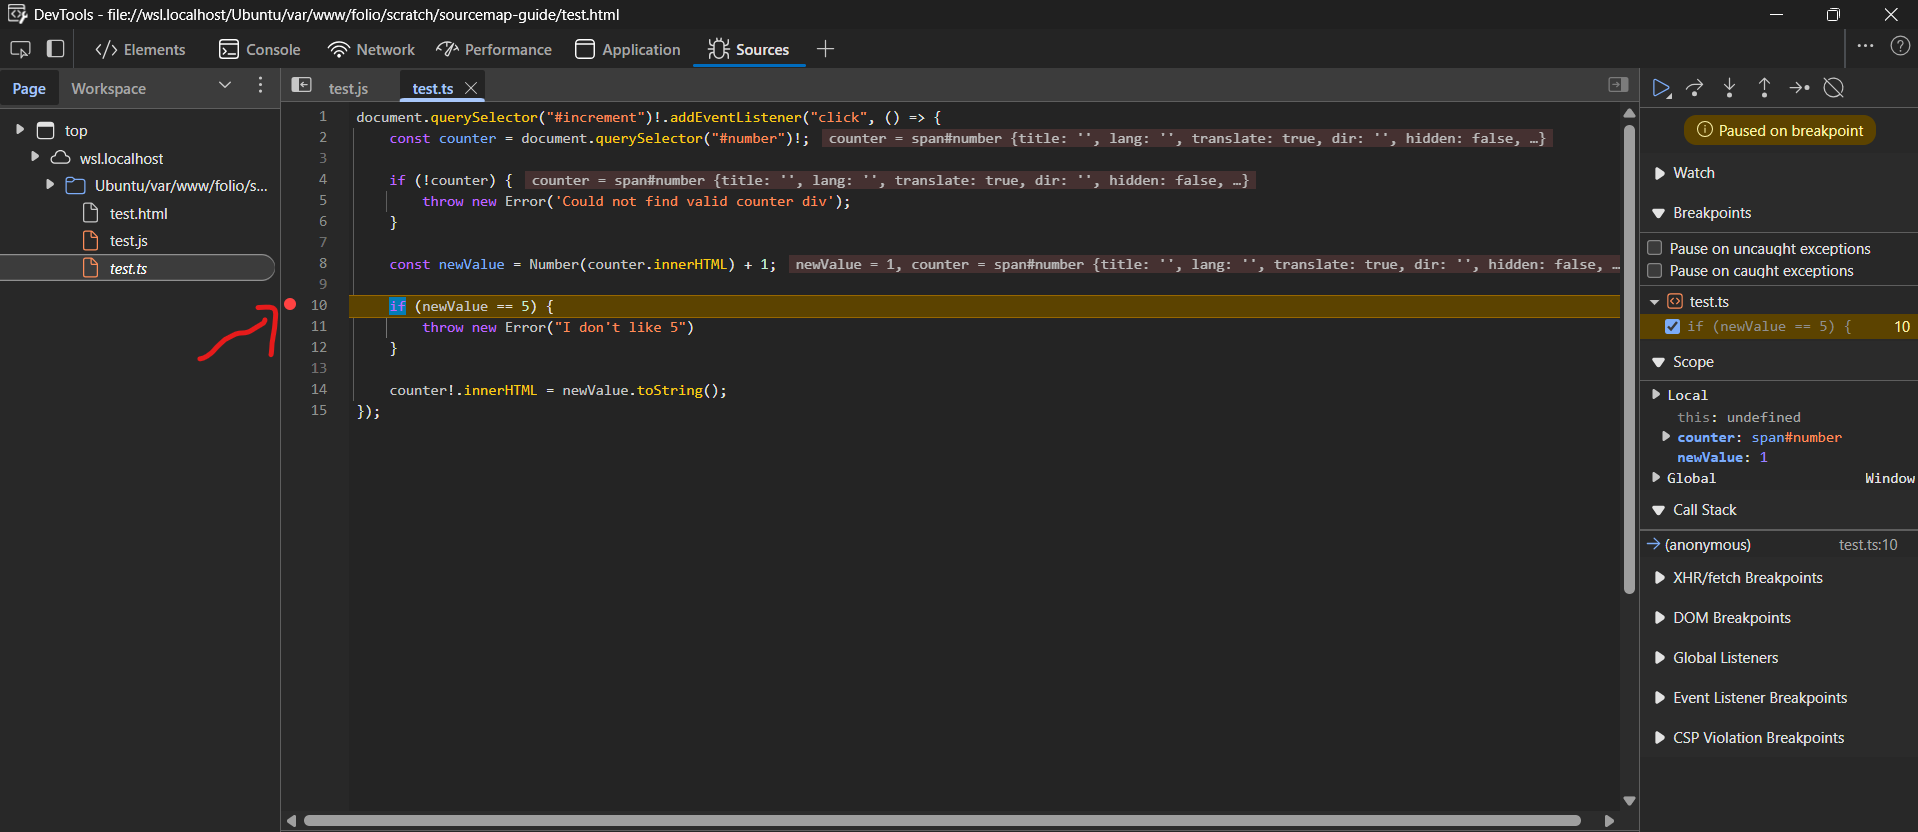 DevTools - file://wsl.localhost/Ubuntu/var/www/folio/scratch/sourcemap-guide/test.html
Elements Console Network Performance Application Sources
Page Workspace
top
wsl.localhost
Ubuntu/var/www/folio/s...
test.html
test.js
test.ts
test.js test.ts
1 document.querySelector("#increment")!.addEventListener("click", () => {
2 const counter = document.querySelector("#number")!; counter = span#number {title: '', lang: '', translate: true, dir: '', hidden: false, …}
3
4 if (!counter) { counter = span#number {title: '', lang: '', translate: true, dir: '', hidden: false, …}
5 throw new Error('Could not find valid counter div');
6 }
7
8 const newValue = Number(counter.innerHTML) + 1; newValue = 1, counter = span#number {title: '', lang: '', translate: true, dir: '', hidden: false, …
9
10 if (newValue == 5) {
11 throw new Error("I don't like 5")
12 }
13
14 counter!.innerHTML = newValue.toString();
15 });
Paused on breakpoint
Watch
Breakpoints
Pause on uncaught exceptions
Pause on caught exceptions
test.ts
if (newValue == 5) { 10
Scope
Local
this: undefined
counter: span#number
newValue: 1
Global Window
Call Stack
(anonymous) test.ts:10
XHR/fetch Breakpoints
DOM Breakpoints
Global Listeners
Event Listener Breakpoints
CSP Violation Breakpoints